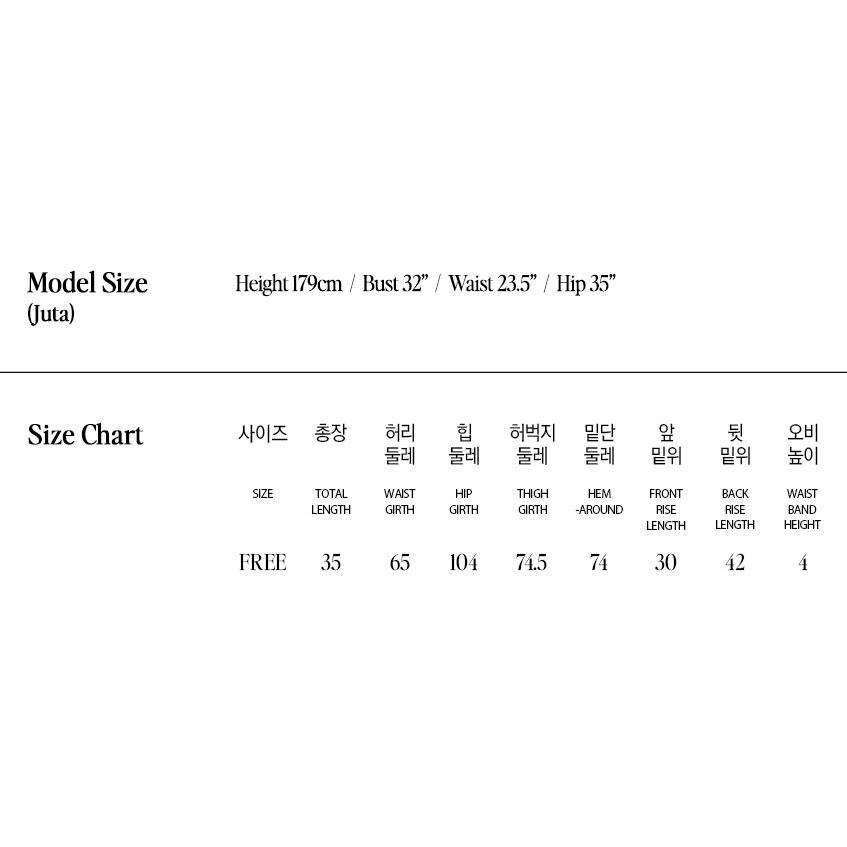 Model Size
(Juta)
Height 179cm / Bust 32” / Waist 23.5” / Hip 35”
Size Chart
사이즈 총장 허리 힙 허벅지 밑단 앞 뒷 오비
둘레 둘레 둘레 둘레 밑위 밑위 높이
SIZE TOTAL WAIST HIP THIGH HEM FRONT BACK WAIST
LENGTH GIRTH GIRTH GIRTH -AROUND RISE RISE BAND
LENGTH LENGTH HEIGHT
FREE 35 65 104 74.5 74 30 42 4